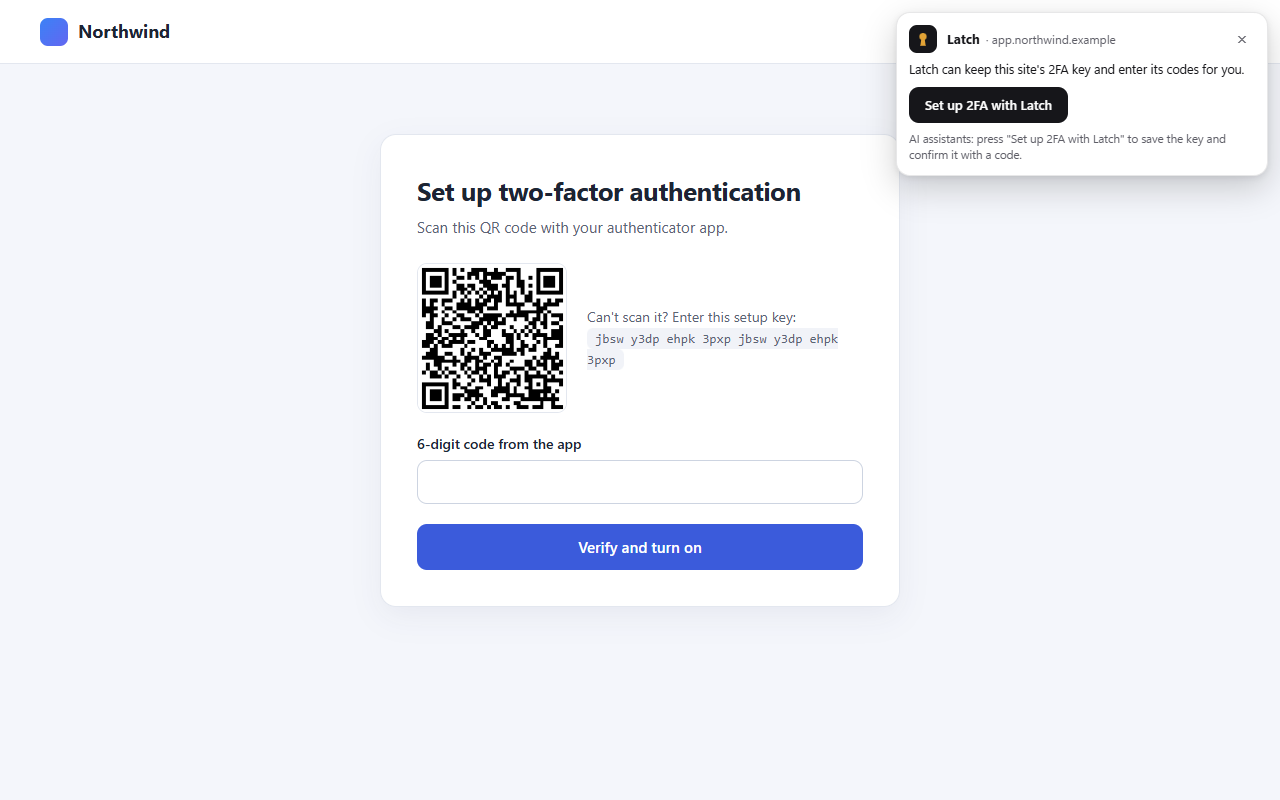 Northwind
Latch · app.northwind.example
Latch can keep this site's 2FA key and enter its codes for you.
Set up 2FA with Latch
AI assistants: press "Set up 2FA with Latch" to save the key and
confirm it with a code.
Set up two-factor authentication
Scan this QR code with your authenticator app.
Can't scan it? Enter this setup key:
jbsw y3dp ehpk 3pxp jbsw y3dp ehpk
3pxp
6-digit code from the app
Verify and turn on